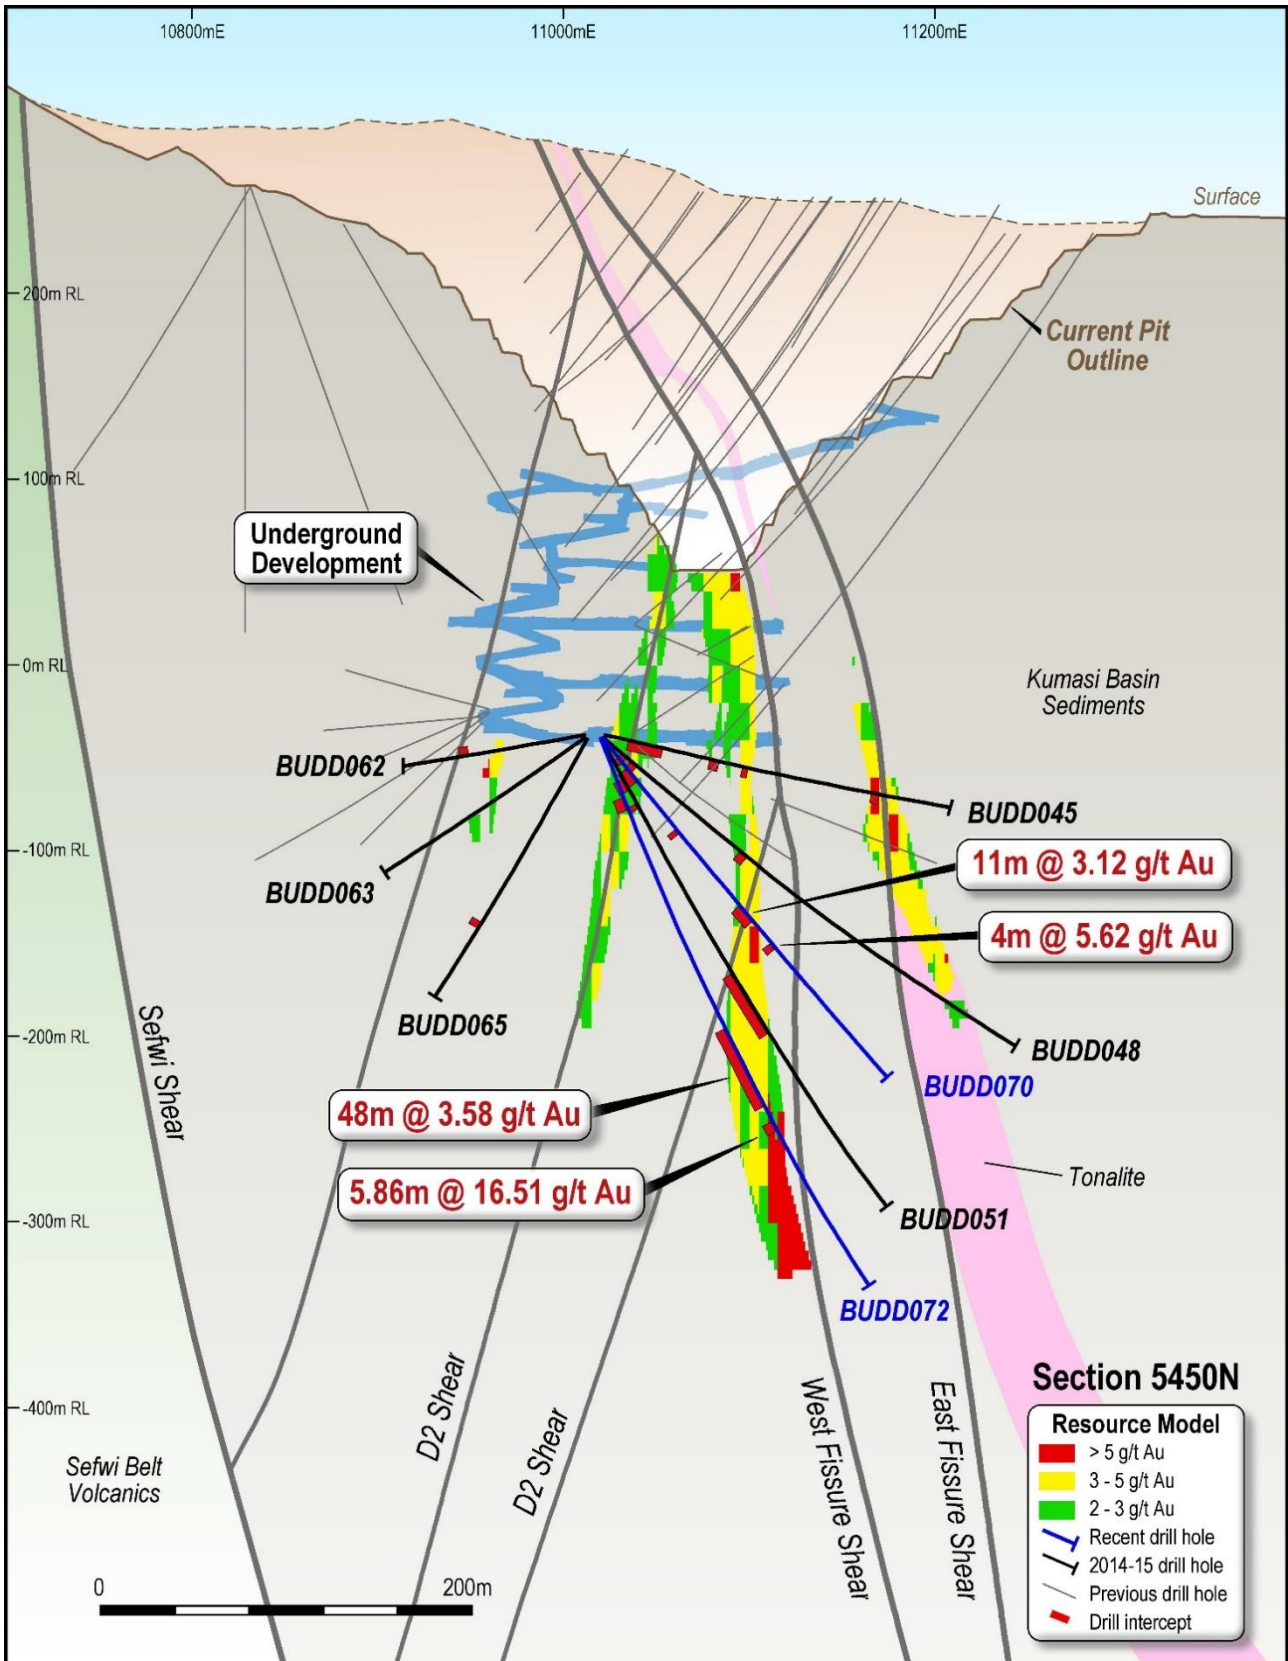 10800mE
11000mE
11200mE
Surface
200m RL
Current Pit
Outline
100m RL
Underground
Development
0m RL
Kumasi Basin
Sediments
BUDD062
BUDD045
-100m RL
11m @ 3.12 g/t Au
BUDD063
4m @ 5.62 g/t Au
BUDD065
Sefwi Shear
-200m RL
BUDD048
BUDD070
48m @ 3.58 g/t Au
Tonalite
5.86m @ 16.51 g/t Au
-300m RL
BUDD051
BUDD072
D2 Shear
D2 Shear
West Fissure Shear
East Fissure Shear
-400m RL
Sefwi Belt
Volcanics
0 200m
Section 5450N
Resource Model
> 5 g/t Au
3 - 5 g/t Au
2 - 3 g/t Au
Recent drill hole
2014-15 drill hole
Previous drill hole
Drill intercept